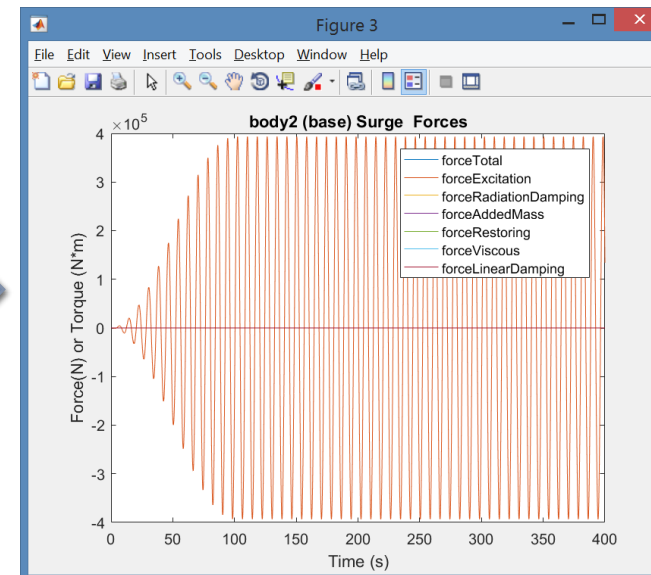 Figure 3
File Edit View Insert Tools Desktop Window Help
×10⁵
body2 (base) Surge  Forces
4
3
2
1
0
-1
-2
-3
-4
Force(N) or Torque (N*m)
forceTotal
forceExcitation
forceRadiationDamping
forceAddedMass
forceRestoring
forceViscous
forceLinearDamping
0 50 100 150 200 250 300 350 400
Time (s)